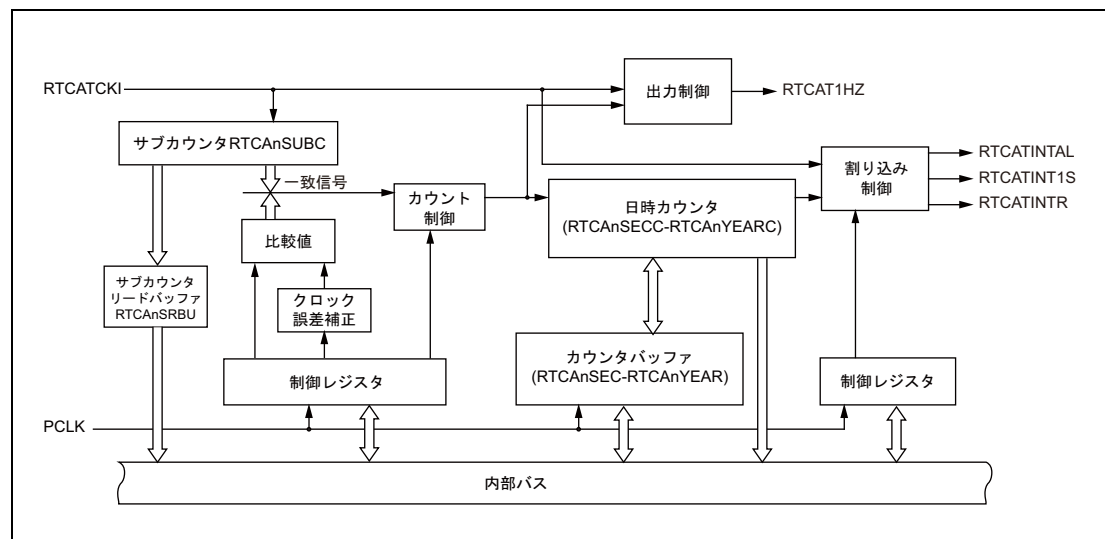 RTCATCKI
出力制御
RTCAT1HZ
サブカウンタRTCAnSUBC
一致信号
カウント
制御
日時カウンタ
(RTCAnSECC-RTCAnYEARC)
割り込み
制御
RTCATINTAL
RTCATINT1S
RTCATINTR
比較値
サブカウンタ
リードバッファ
RTCAnSRBU
クロック
誤差補正
制御レジスタ
カウンタバッファ
(RTCAnSEC-RTCAnYEAR)
制御レジスタ
PCLK
内部バス